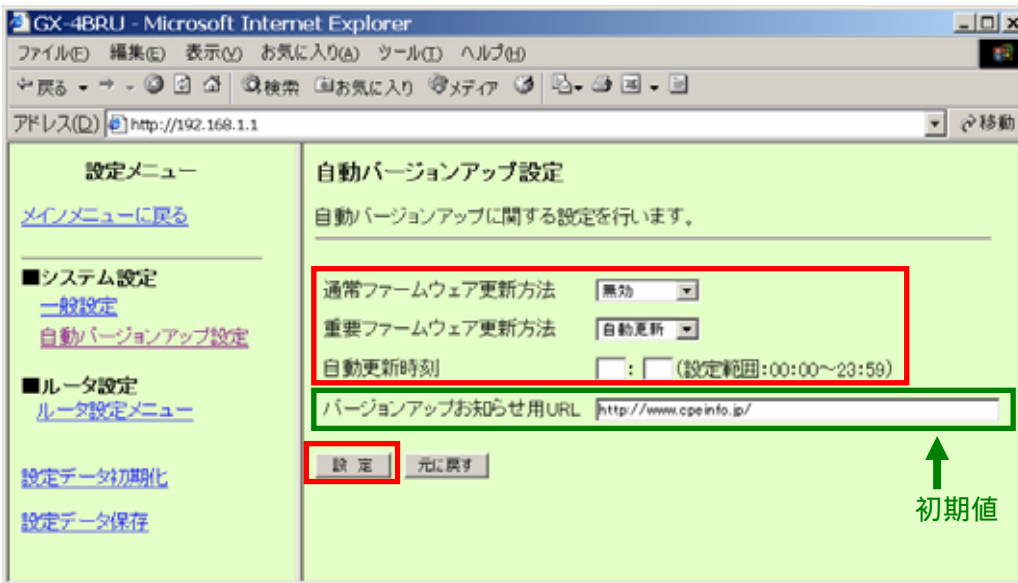 GX-4BRU - Microsoft Internet Explorer
ファイル(F) 編集(E) 表示(V) お気に入り(A) ツール(T) ヘルプ(H)
戻る 検索 お気に入り メディア
アドレス(D) http://192.168.1.1 移動
設定メニュー
メインメニューに戻る
■システム設定
一般設定
自動バージョンアップ設定
■ルータ設定
ルータ設定メニュー
設定データ初期化
設定データ保存
自動バージョンアップ設定
自動バージョンアップに関する設定を行います。
通常ファームウェア更新方法 無効
重要ファームウェア更新方法 自動更新
自動更新時刻 : (設定範囲:00:00～23:59)
バージョンアップお知らせ用URL http://www.cpeinfo.jp/
設 定 元に戻す
初期値